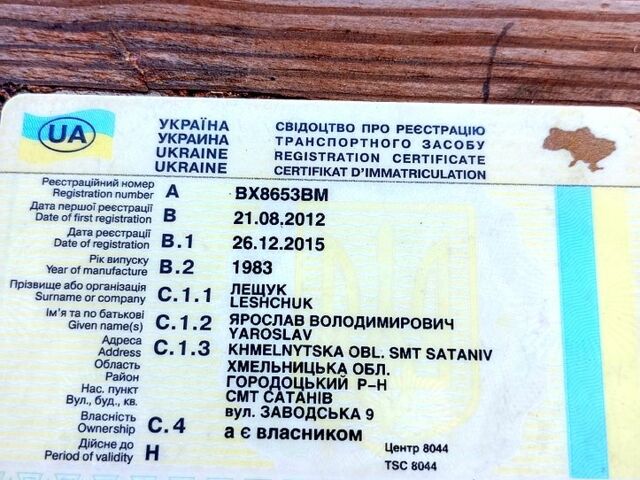 UA
УКРАЇНА СВІДОЦТВО ПРО РЕЄСТРАЦІЮ
УКРАИНА ТРАНСПОРТНОГО ЗАСОБУ
UKRAINE REGISTRATION CERTIFICATE
UKRAINE CERTIFIKAT D'IMMATRICULATION
Реєстраційний номер
Registration number A BX8653BM
Дата першої реєстрації
Date of first registration B 21.08.2012
Дата реєстрації
Date of registration B.1 26.12.2015
Рік випуску
Year of manufacture B.2 1983
Прізвище або організація C.1.1 ЛЕЩУК
Surname or company LESHCHUK
Ім'я та по батькові C.1.2 ЯРОСЛАВ ВОЛОДИМИРОВИЧ
Given name(s) YAROSLAV
Адреса
Address C.1.3 KHMELNYTSKA OBL. SMT SATANIV
Область ХМЕЛЬНИЦЬКА ОБЛ.
Район ГОРОДОЦЬКИЙ Р-Н
Нас. пункт СМТ САТАНІВ
Вул., буд., кв. вул. ЗАВОДСЬКА 9
Власність
Ownership C.4 а є власником
Дійсне до
Period of validity H
Центр 8044
TSC 8044